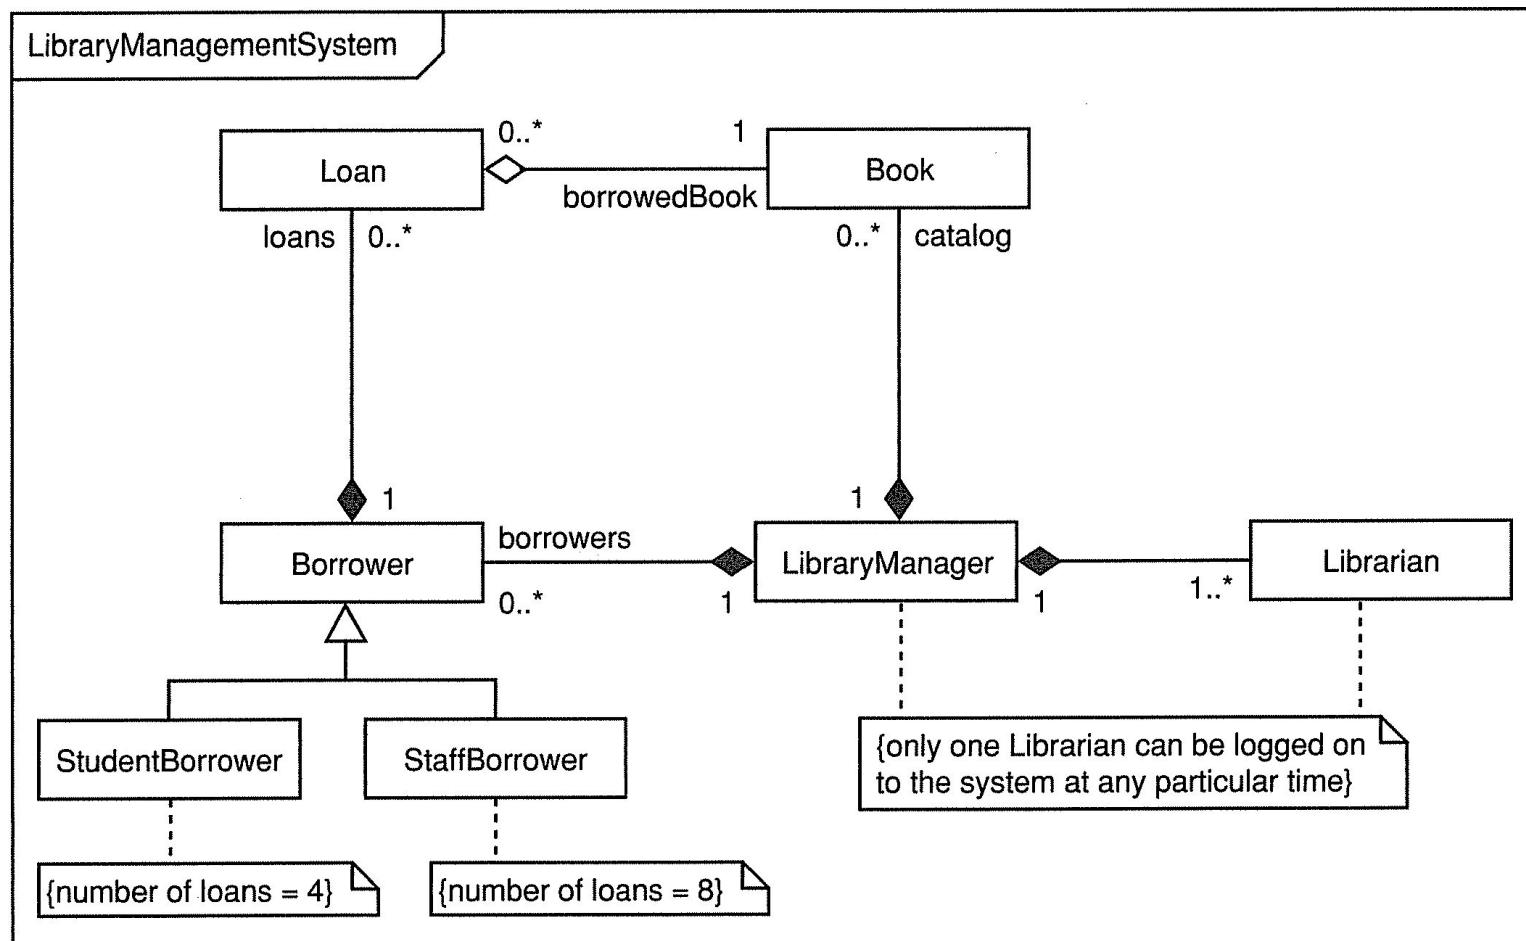 LibraryManagementSystem
0..*
1
Loan
Book
borrowedBook
loans
0..*
0..*
catalog
1
1
borrowers
Borrower
LibraryManager
Librarian
0..*
1
1
1..*
StudentBorrower
StaffBorrower
{only one Librarian can be logged on
to the system at any particular time}
{number of loans = 4}
{number of loans = 8}